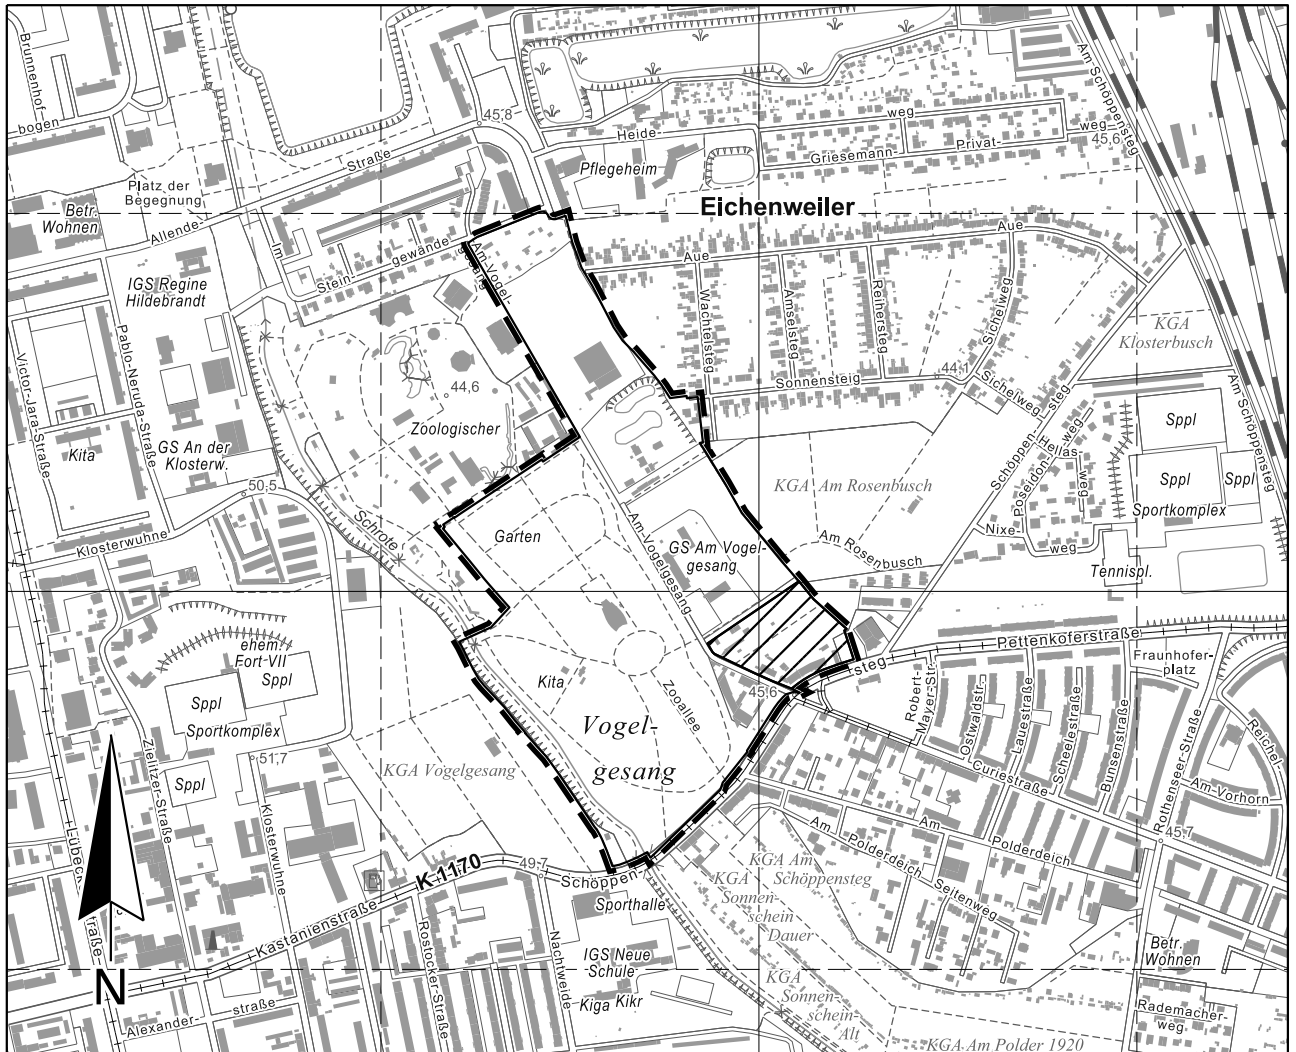 Brunnenhof-
bogen
Platz der
Begegnung
Betr.
Wohnen
Allende-
Straße
45,8
Heide-
weg
Pflegeheim
Griesemann-
Privat-
weg
45,6
Am-Schöppensteg
Eichenweiler
IGS Regine
Hildebrandt
Im
Stein-
gewände
Am-Vogel-
gesang
Aue
Aue
Wachtelsteg
Amselsteg
Reihersteg
Sichelweg
KGA
Klosterbusch
Victor-Jara-Straße
Pablo-Neruda-Straße
44,6
Sonnensteig
44,1
Sichelweg
Am-Schöppensteg
Zoologischer
Kita
GS An der
Klosterw.
Schöppen-
steg
Hellas-
weg
Poseidon-
weg
Sppl
Sppl
Sppl
Sportkomplex
50,5
KGA Am Rosenbusch
Schrote
Garten
Am-Vogelgesang
GS Am Vogel-
gesang
Am Rosenbusch
Nixe-
weg
Tennispl.
Klosterwuhne
ehem.
Fort VII
Sppl
Sppl
Sportkomplex
Pettenkoferstraße
steg
Fraunhofer-
platz
Kita
Zooallee
45,6
Robert-
Mayer-Str.
Ostwaldstr.
Lauestraße
Scheelestraße
Bunsenstraße
Rothenseer-Straße
Reichel-
Vogel-
gesang
51,7
KGA Vogelgesang
Zielitzer-Straße
Sppl
Klosterwuhne
Curiestraße
Am-Vorhorn
45,7
Am
Polderdeich
Am
Polderdeich
Seitenweg
Lübeck
traße-
K 1170
49,7
Schöppen-
KGA Am
Schöppensteg
KGA
Sonnen-
schein
Dauer
Sporthalle
Kastanienstraße
Rostocker-Straße
Nachtweide
IGS Neue
Schule
Kiga
Kikr
Betr.
Wohnen
KGA
Sonnen-
schein
Alt
N
Alexander-
straße
Rademacher-
weg
KGA Am Polder 1920